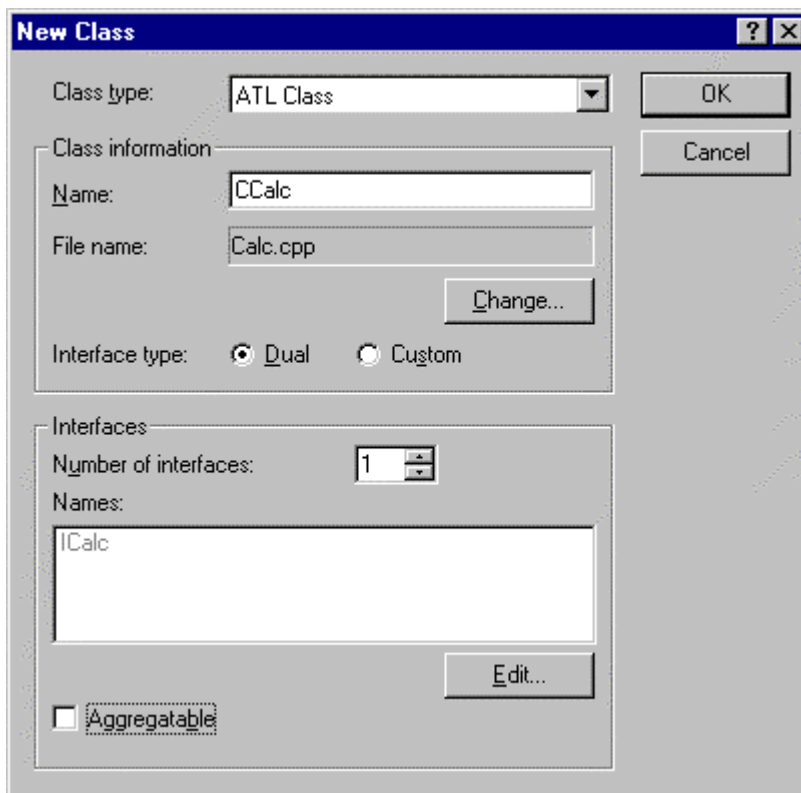 New Class
Class type: ATL Class
OK
Class information
Cancel
Name: CCalc
File name: Calc.cpp
Change...
Interface type: Dual Custom
Interfaces
Number of interfaces: 1
Names:
ICalc
Edit...
Aggregatable